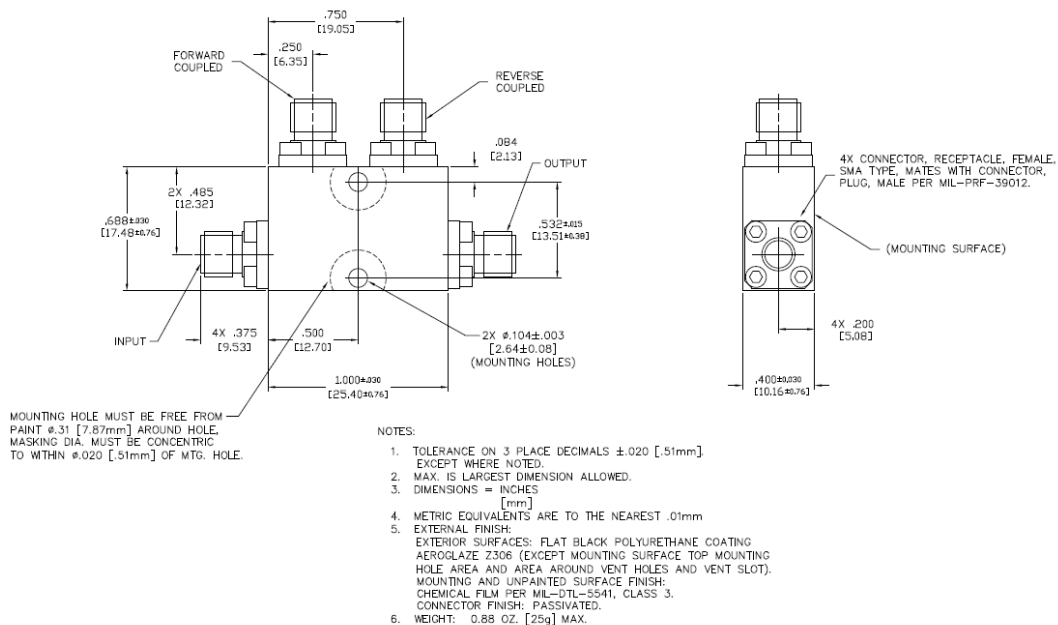 .750
[19.05]
.250
[6.35]
FORWARD
COUPLED
REVERSE
COUPLED
.084
[2.13]
OUTPUT
2X .485
[12.32]
.688±.030
[17.48±0.76]
.532±.015
[13.51±0.38]
INPUT
4X .375
[9.53]
.500
[12.70]
2X ø.104±.003
[2.64±0.08]
(MOUNTING HOLES)
1.000±.030
[25.40±0.76]
MOUNTING HOLE MUST BE FREE FROM
PAINT ø.31 [7.87mm] AROUND HOLE,
MASKING DIA. MUST BE CONCENTRIC
TO WITHIN ø.020 [.51mm] OF MTG. HOLE.
4X CONNECTOR, RECEPTACLE, FEMALE,
SMA TYPE, MATES WITH CONNECTOR,
PLUG, MALE PER MIL-PRF-39012.
(MOUNTING SURFACE)
4X .200
[5.08]
.400±0.030
[10.16±0.76]
NOTES:
1. TOLERANCE ON 3 PLACE DECIMALS ±.020 [.51mm].
EXCEPT WHERE NOTED.
2. MAX. IS LARGEST DIMENSION ALLOWED.
3. DIMENSIONS = INCHES
[mm]
4. METRIC EQUIVALENTS ARE TO THE NEAREST .01mm
5. EXTERNAL FINISH:
EXTERIOR SURFACES: FLAT BLACK POLYURETHANE COATING
AEROGLAZE Z306 (EXCEPT MOUNTING SURFACE TOP MOUNTING
HOLE AREA AND AREA AROUND VENT HOLES AND VENT SLOT).
MOUNTING AND UNPAINTED SURFACE FINISH:
CHEMICAL FILM PER MIL-DTL-5541, CLASS 3.
CONNECTOR FINISH: PASSIVATED.
6. WEIGHT: 0.88 OZ. [25g] MAX.